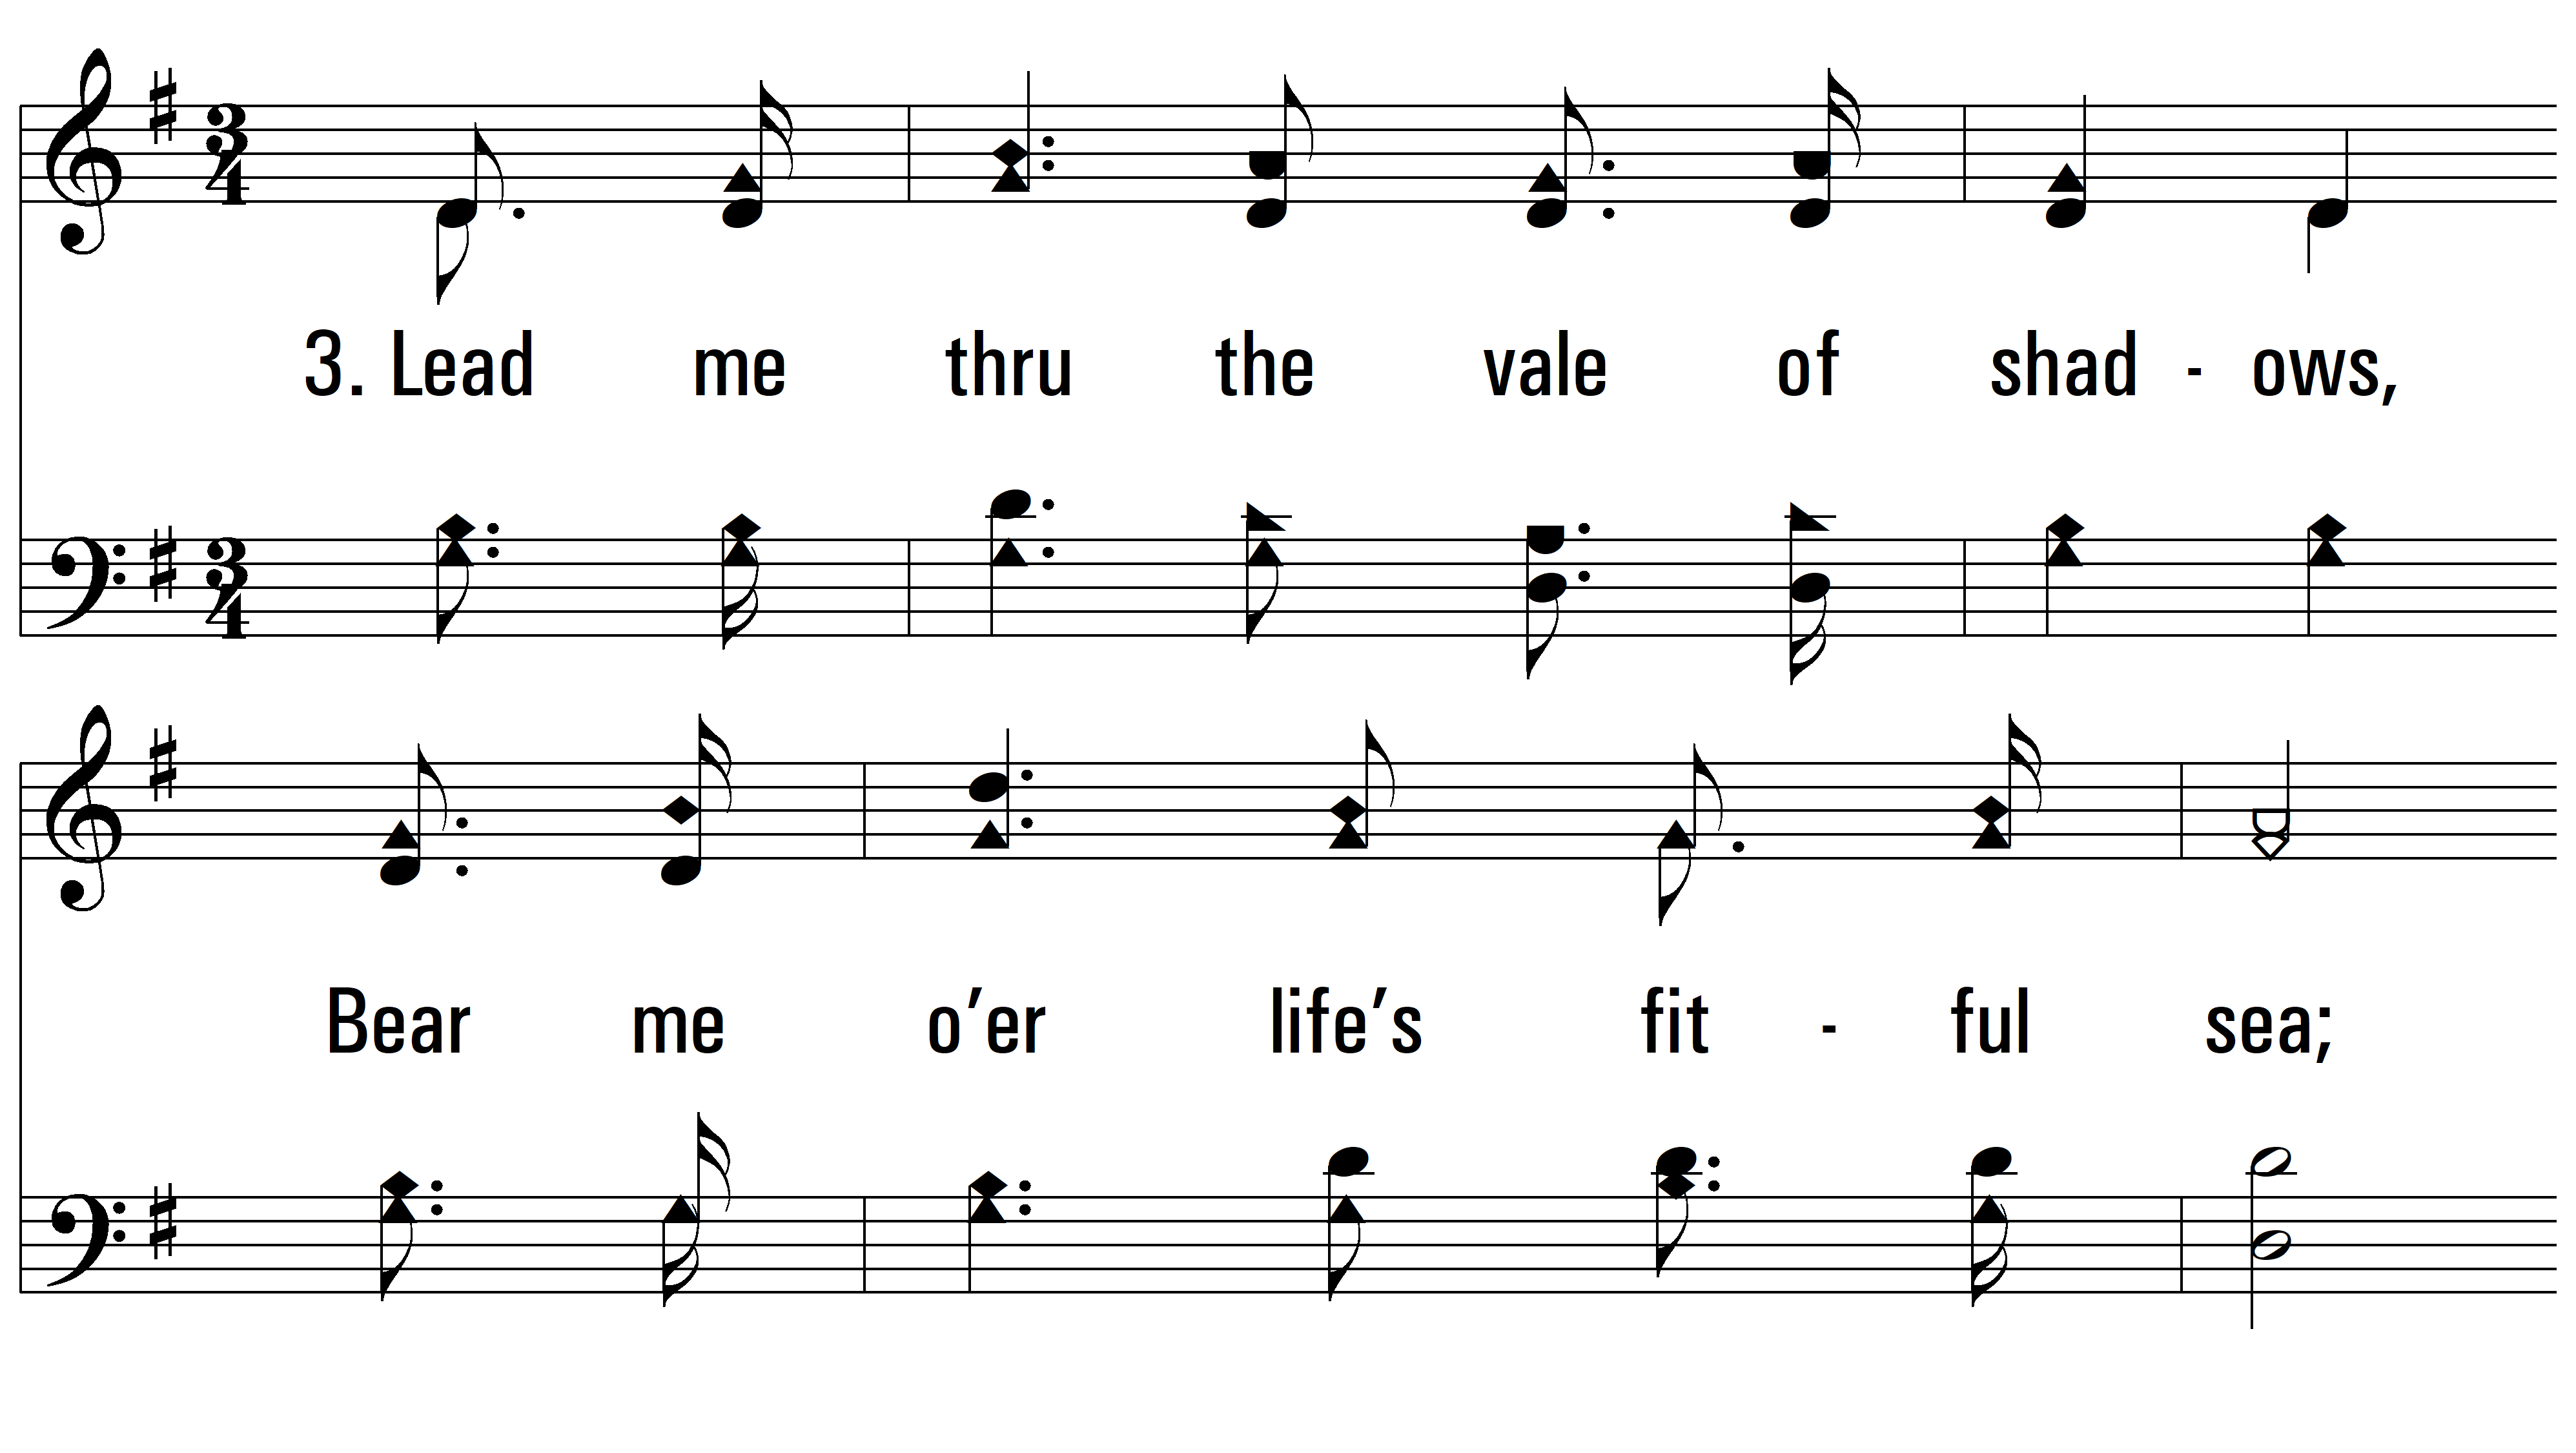 3. Lead me thru the vale of shad - ows,
Bear me o’er life’s fit - ful sea;